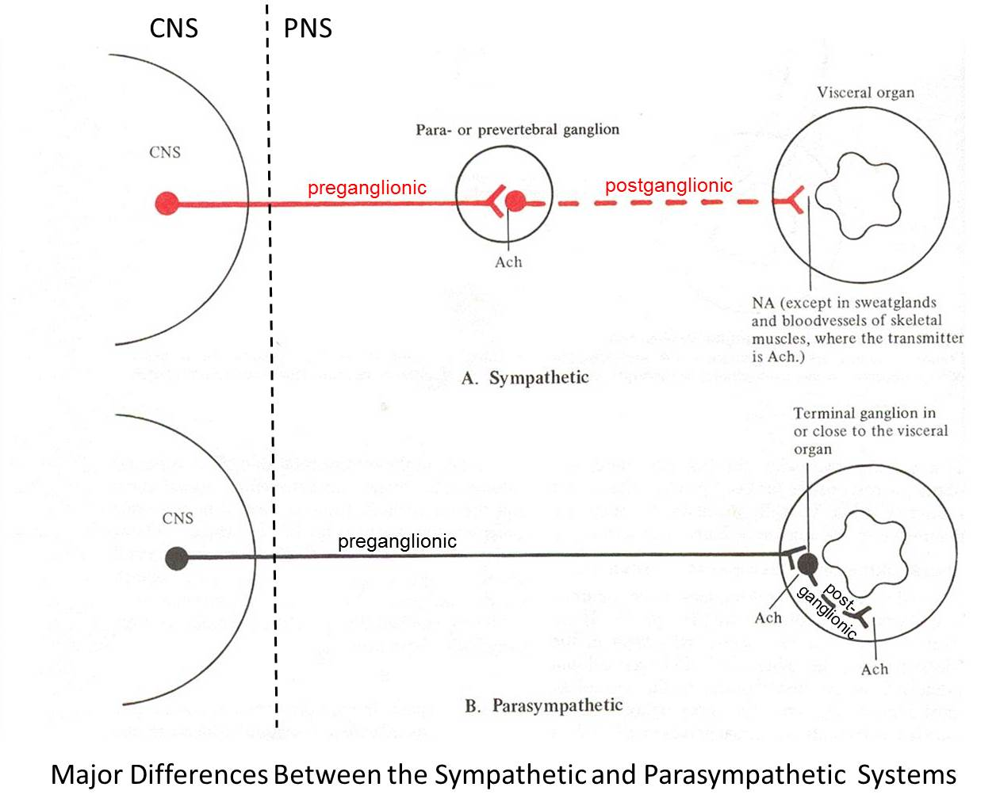 CNS
PNS
Visceral organ
Para- or prevertebral ganglion
CNS
preganglionic
postganglionic
Ach
NA (except in sweatglands
and bloodvessels of skeletal
muscles, where the transmitter
is Ach.)
A. Sympathetic
Terminal ganglion in
or close to the visceral
organ
CNS
preganglionic
post-
ganglionic
Ach
Ach
B. Parasympathetic
Major Differences Between the Sympathetic and Parasympathetic Systems